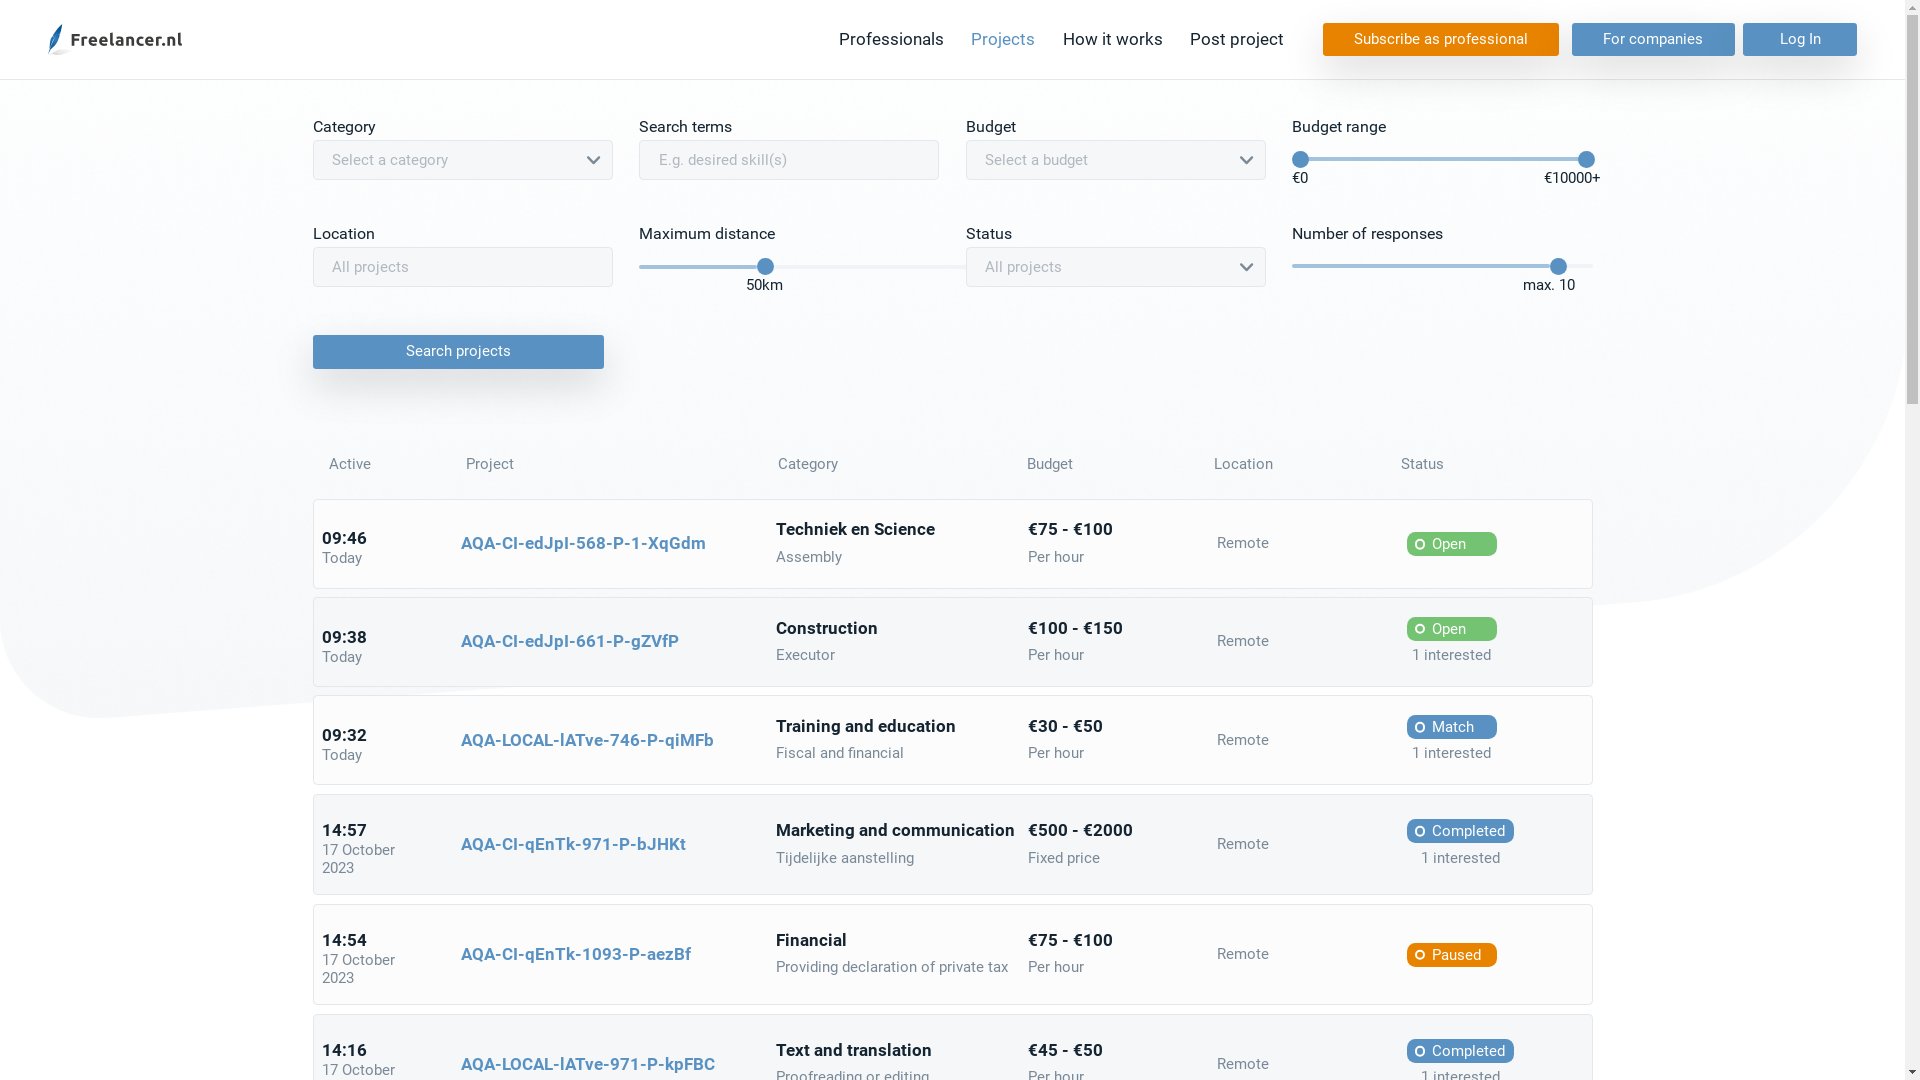 Freelancer.nl
Professionals
Projects
How it works
Post project
Subscribe as professional
For companies
Log In
Category
Search terms
Budget
Budget range
Select a category
E.g. desired skill(s)
Select a budget
€0
€10000+
Location
Maximum distance
Status
Number of responses
All projects
50km
All projects
max. 10
Search projects
Active
Project
Category
Budget
Location
Status
09:46
Today
AQA-CI-edJpI-568-P-1-XqGdm
Techniek en Science
Assembly
€75 - €100
Per hour
Remote
Open
09:38
Today
AQA-CI-edJpI-661-P-gZVfP
Construction
Executor
€100 - €150
Per hour
Remote
Open
1 interested
09:32
Today
AQA-LOCAL-lATve-746-P-qiMFb
Training and education
Fiscal and financial
€30 - €50
Per hour
Remote
Match
1 interested
14:57
17 October
2023
AQA-CI-qEnTk-971-P-bJHKt
Marketing and communication
Tijdelijke aanstelling
€500 - €2000
Fixed price
Remote
Completed
1 interested
14:54
17 October
2023
AQA-CI-qEnTk-1093-P-aezBf
Financial
Providing declaration of private tax
€75 - €100
Per hour
Remote
Paused
14:16
17 October
AQA-LOCAL-lATve-971-P-kpFBC
Text and translation
Proofreading or editing
€45 - €50
Per hour
Remote
Completed
1 interested